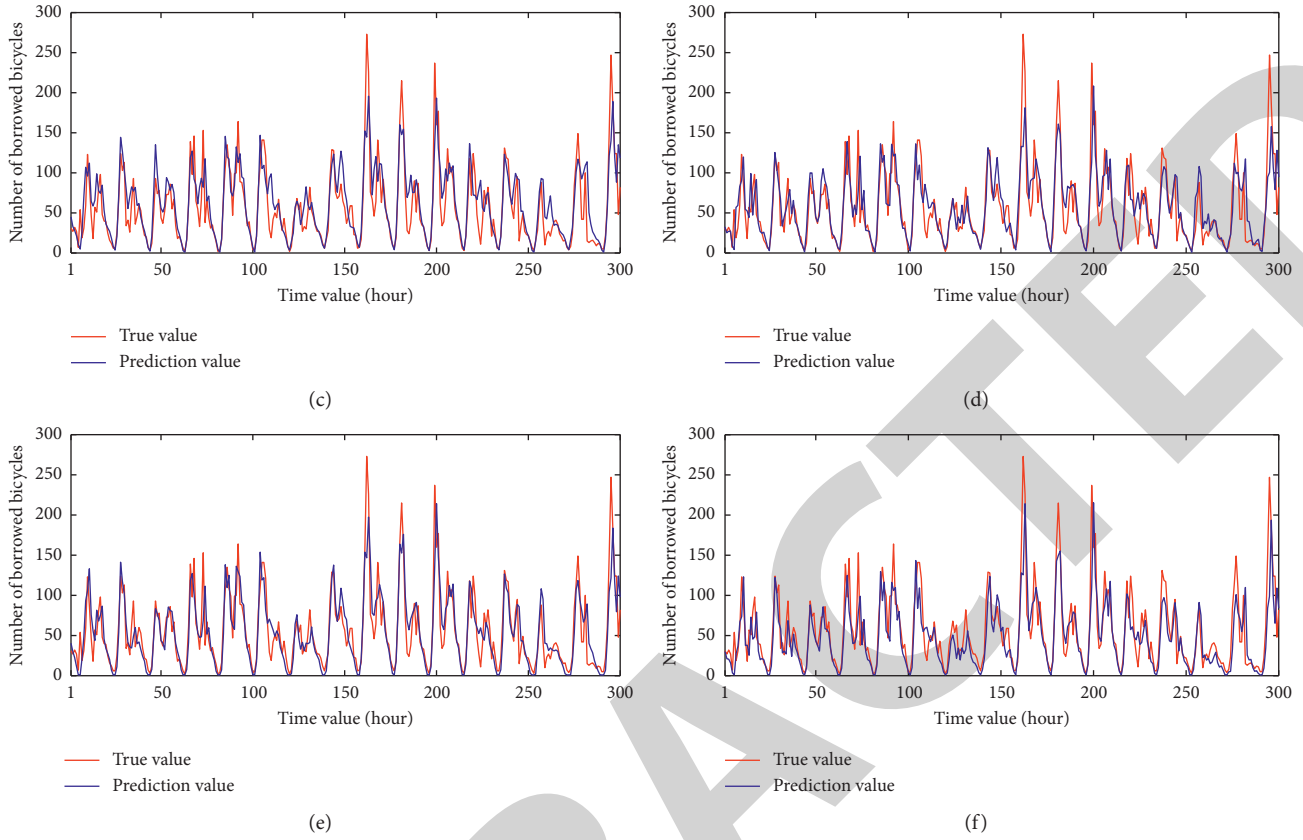 300
250
200
150
100
50
0
Number of borrowed bicycles
1 50 100 150 200 250 300
Time value (hour)
True value
Prediction value
(c)
300
250
200
150
100
50
0
Number of borrowed bicycles
1 50 100 150 200 250 300
Time value (hour)
True value
Prediction value
(d)
300
250
200
150
100
50
0
Number of borrowed bicycles
1 50 100 150 200 250 300
Time value (hour)
True value
Prediction value
(e)
300
250
200
150
100
50
0
Number of borrowed bicycles
1 50 100 150 200 250 300
Time value (hour)
True value
Prediction value
(f)
RACTED